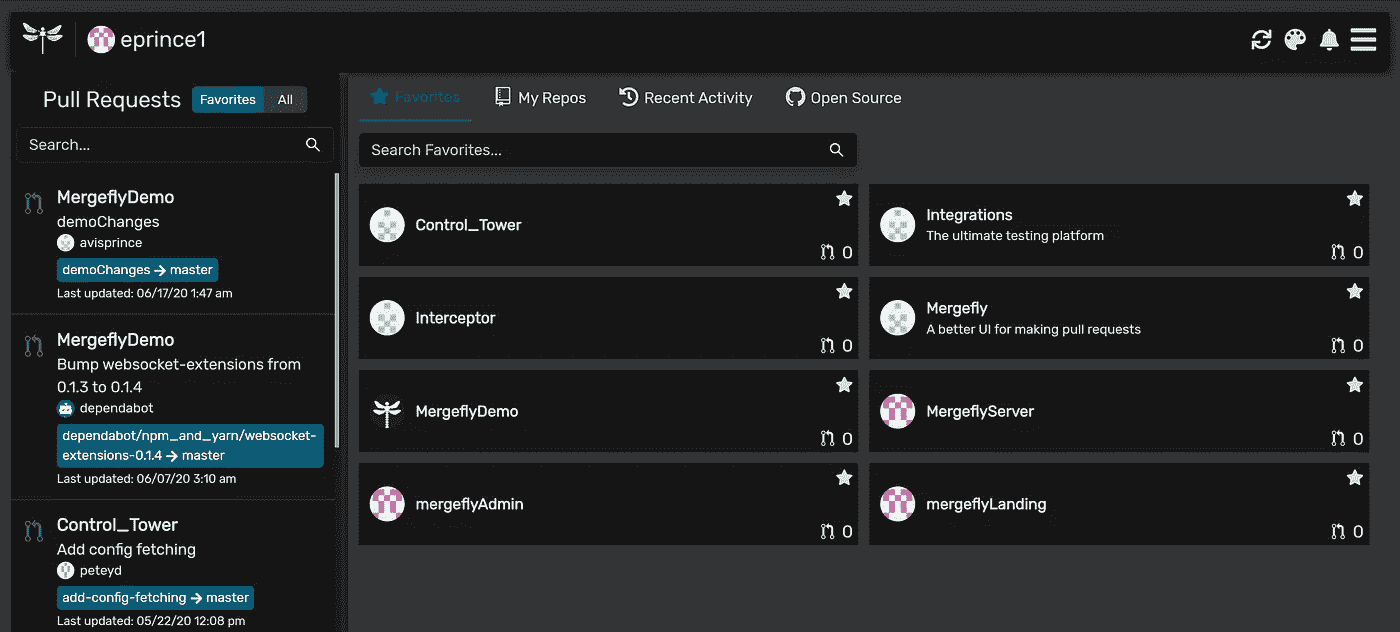 eprince1
Pull Requests
Favorites
All
Search...
MergeflyDemo
demoChanges
avisprince
demoChanges → master
Last updated: 06/17/20 1:47 am
MergeflyDemo
Bump websocket-extensions from
0.1.3 to 0.1.4
dependabot
dependabot/npm_and_yarn/websocket-
extensions-0.1.4 → master
Last updated: 06/07/20 3:10 am
Control_Tower
Add config fetching
peteyd
add-config-fetching → master
Last updated: 05/22/20 12:08 pm
Favorites
My Repos
Recent Activity
Open Source
Search Favorites...
Control_Tower
0
Integrations
The ultimate testing platform
0
Interceptor
0
Mergefly
A better UI for making pull requests
0
MergeflyDemo
0
MergeflyServer
0
mergeflyAdmin
0
mergeflyLanding
0